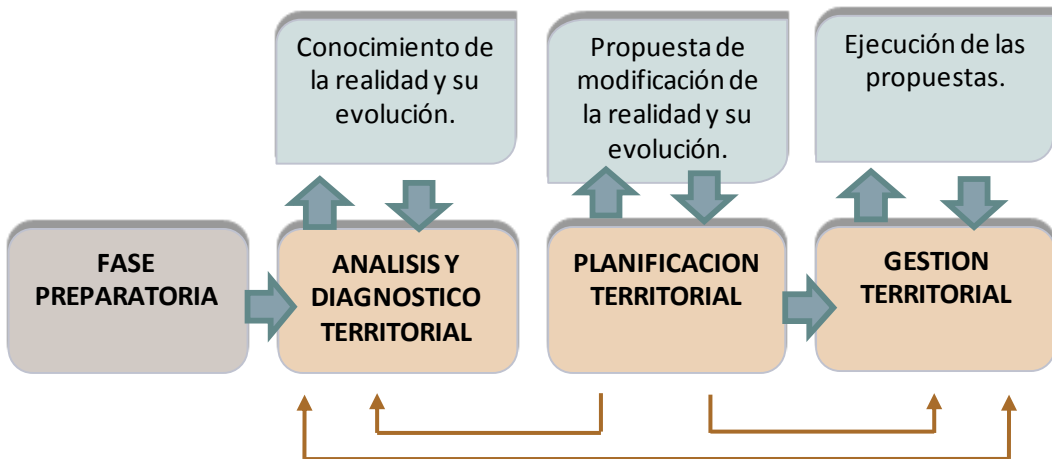 Conocimiento de
la realidad y su
evolución.
Propuesta de
modificación de
la realidad y su
evolución.
Ejecución de las
propuestas.
FASE
PREPARATORIA
ANALISIS Y
DIAGNOSTICO
TERRITORIAL
PLANIFICACION
TERRITORIAL
GESTION
TERRITORIAL